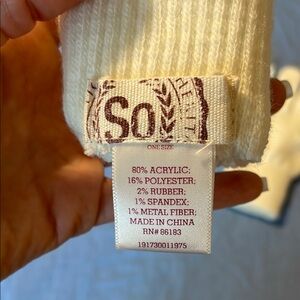 So
ONE SIZE
80% ACRYLIC;
16% POLYESTER;
2% RUBBER;
1% SPANDEX;
1% METAL FIBER;
MADE IN CHINA
RN# 86183
191730011975